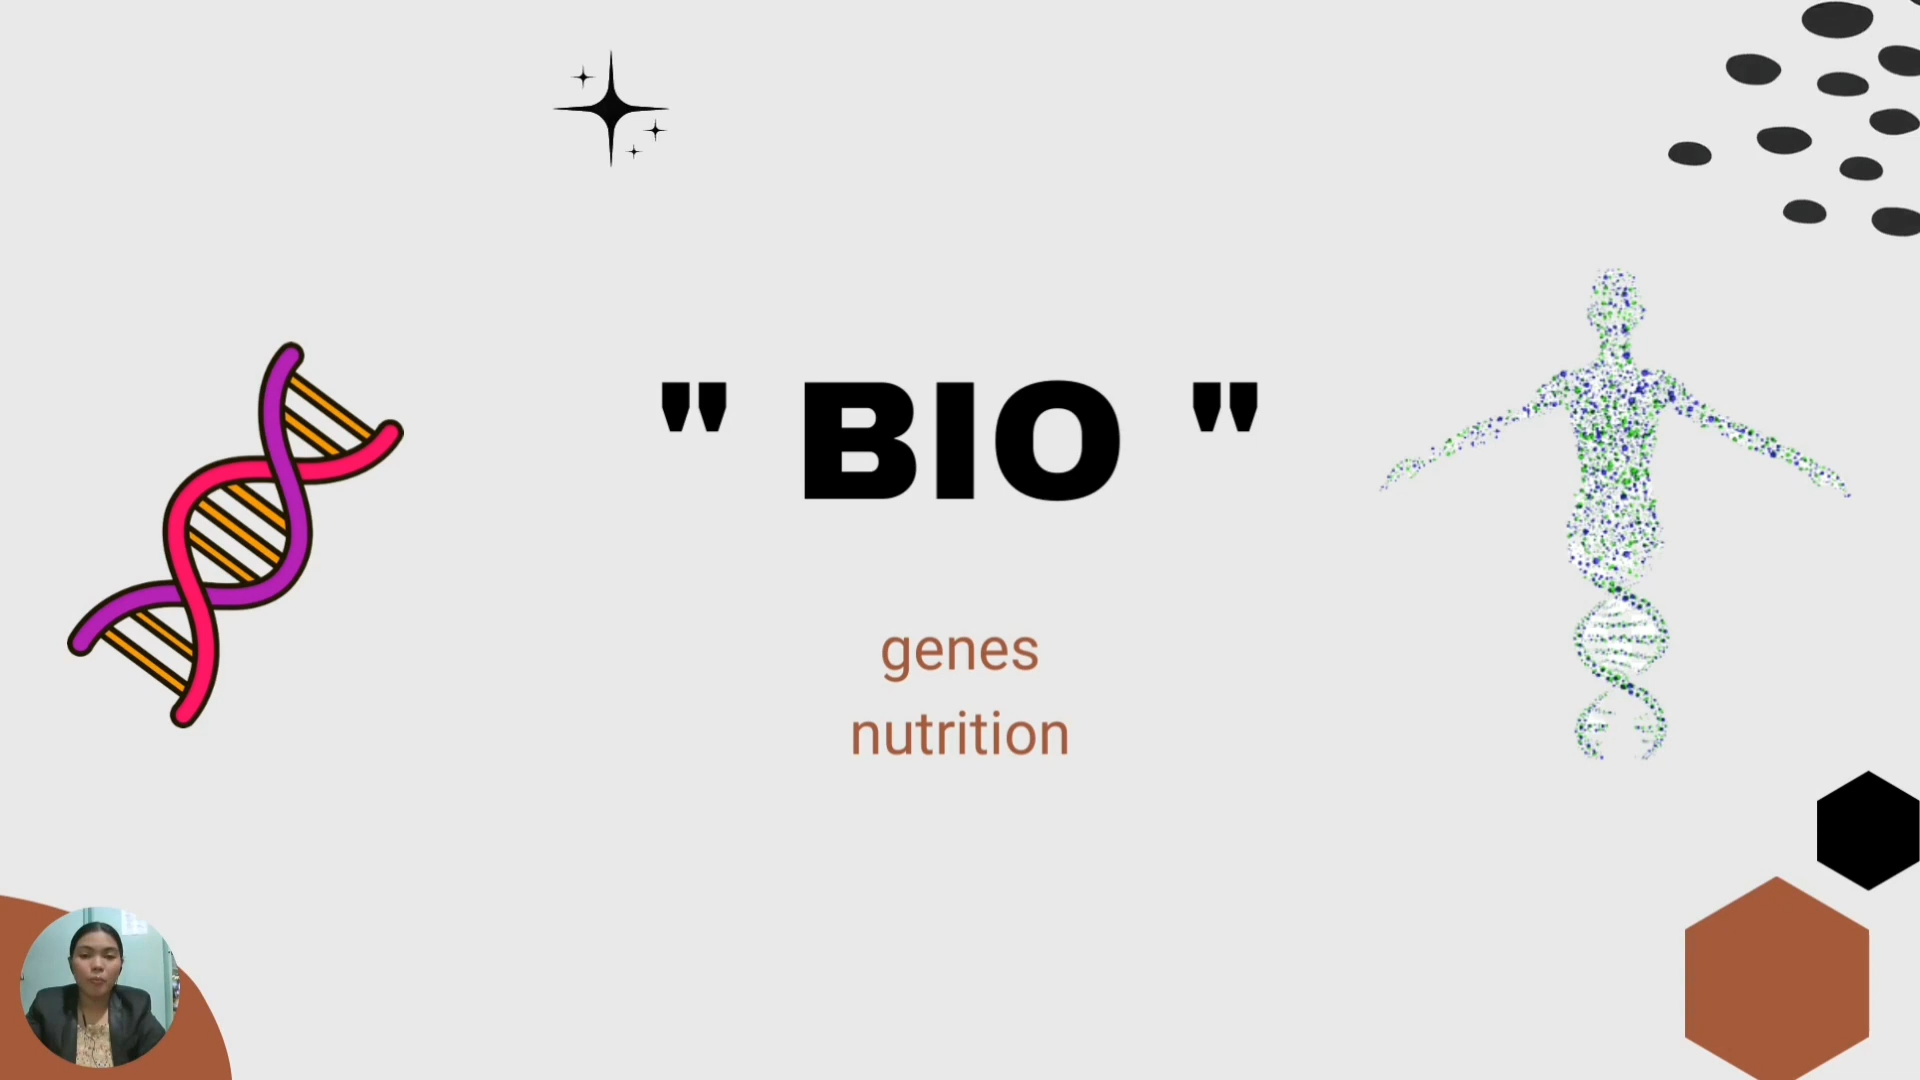 " BIO "
genes
nutrition